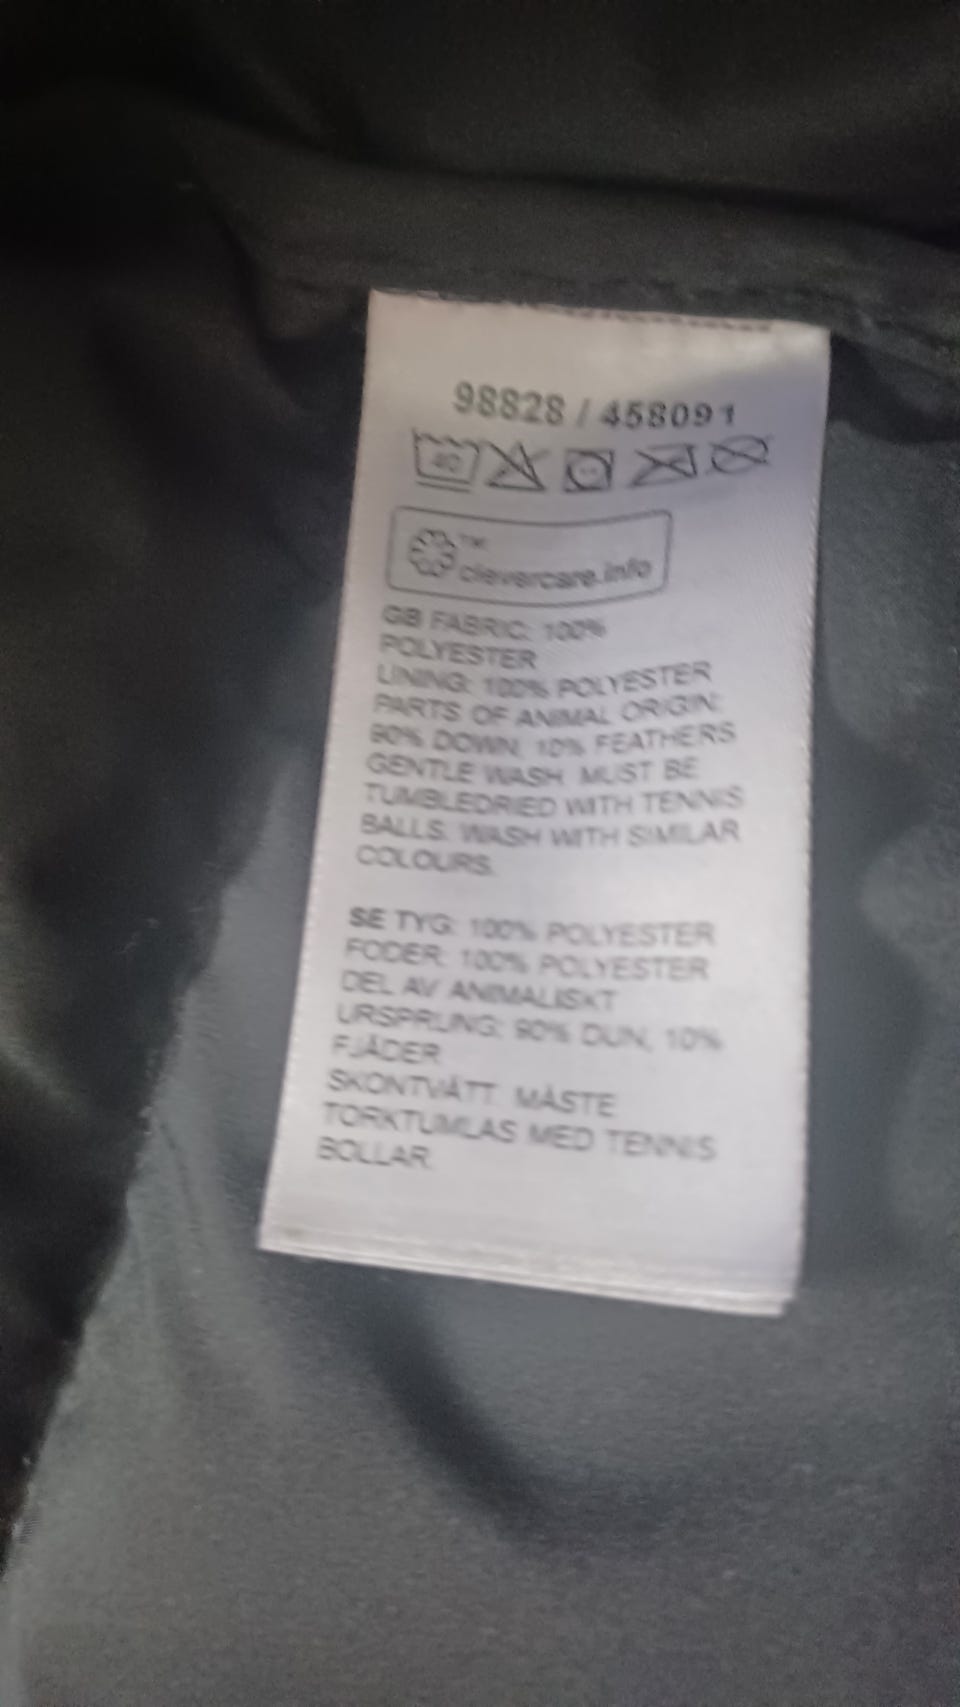 98828 / 458091
40
TM
clevercare.info
GB FABRIC: 100%
POLYESTER
LINING: 100% POLYESTER
PARTS OF ANIMAL ORIGIN:
90% DOWN, 10% FEATHERS
GENTLE WASH. MUST BE
TUMBLEDRIED WITH TENNIS
BALLS. WASH WITH SIMILAR
COLOURS.
SE TYG: 100% POLYESTER
FODER: 100% POLYESTER
DEL AV ANIMALISKT
URSPRUNG: 90% DUN, 10%
FJÄDER
SKONTVÄTT. MÅSTE
TORKTUMLAS MED TENNIS
BOLLAR.